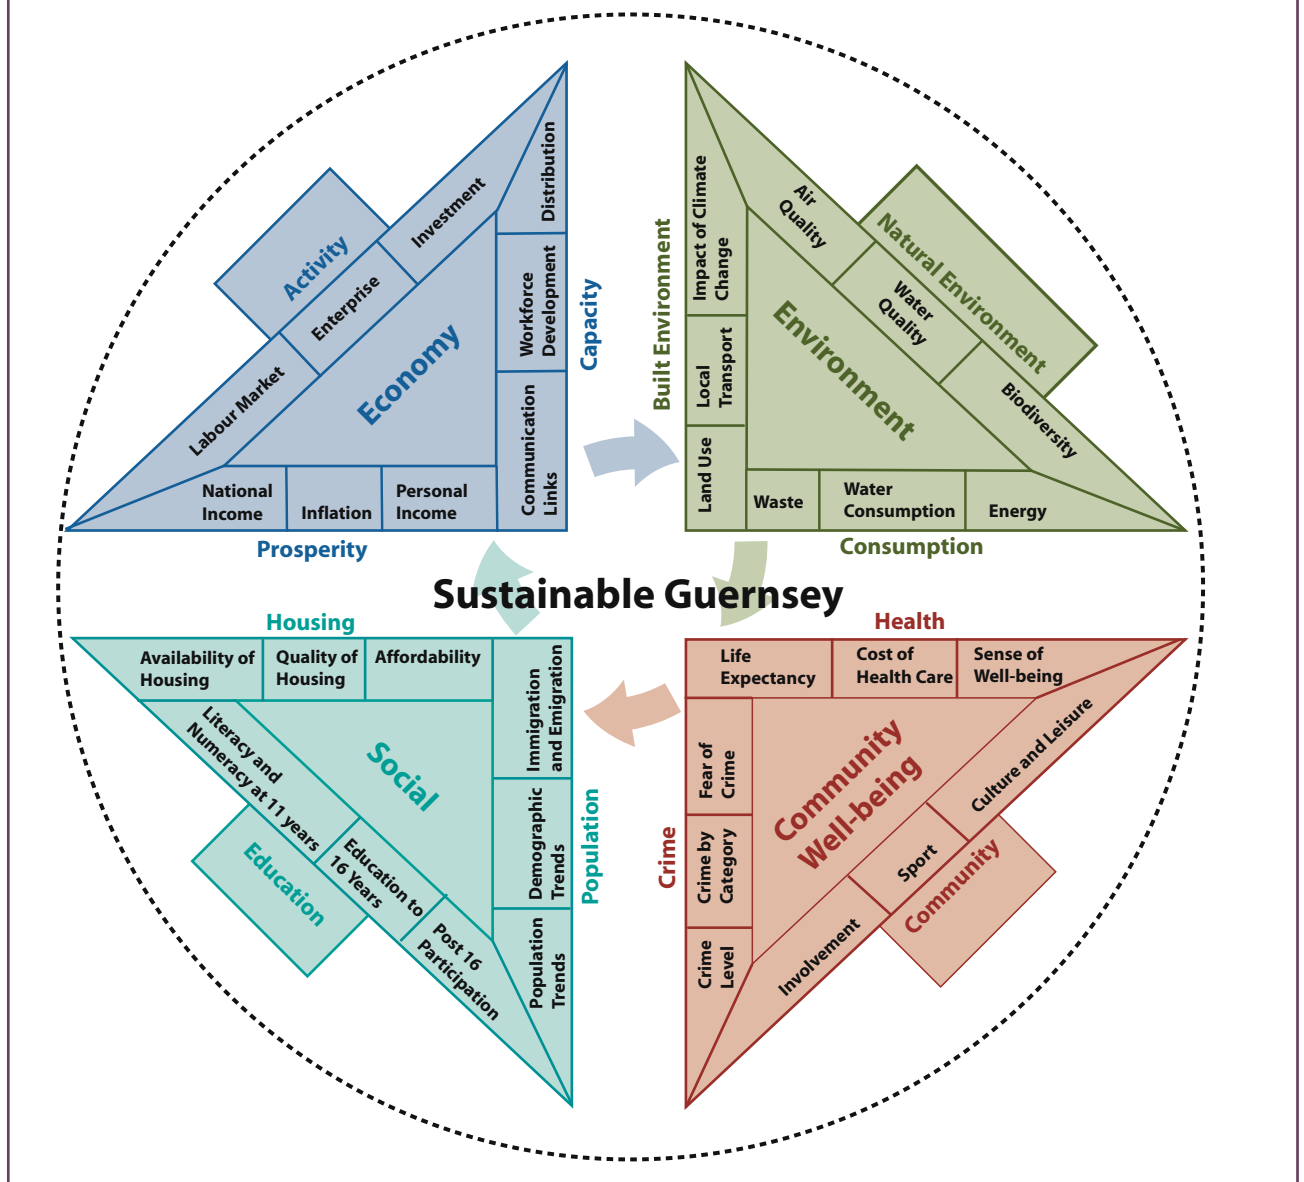 Activity
Investment
Enterprise
Labour Market
Economy
Distribution
Workforce
Development
Communication
Links
Capacity
National
Income
Inflation
Personal
Income
Prosperity
Built Environment
Impact of Climate
Change
Local
Transport
Land Use
Air
Quality
Water
Quality
Biodiversity
Natural Environment
Environment
Waste
Water
Consumption
Energy
Consumption
Sustainable Guernsey
Housing
Availability of
Housing
Quality of
Housing
Affordability
Immigration
and Emigration
Demographic
Trends
Population
Trends
Population
Social
Literacy and
Numeracy at 11 years
Education to
16 Years
Post 16
Participation
Education
Health
Life
Expectancy
Cost of
Health Care
Sense of
Well-being
Crime
Fear of
Crime
Crime by
Category
Crime
Level
Community
Well-being
Culture and Leisure
Sport
Involvement
Community